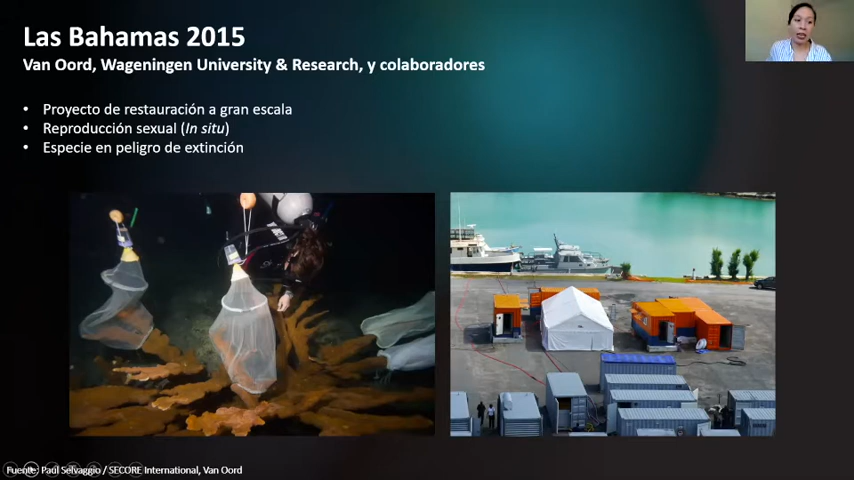 Las Bahamas 2015
Van Oord, Wageningen University & Research, y colaboradores
• Proyecto de restauración a gran escala
• Reproducción sexual (In situ)
• Especie en peligro de extinción
Fuente: Paul Selvaggio / SECORE International, Van Oord